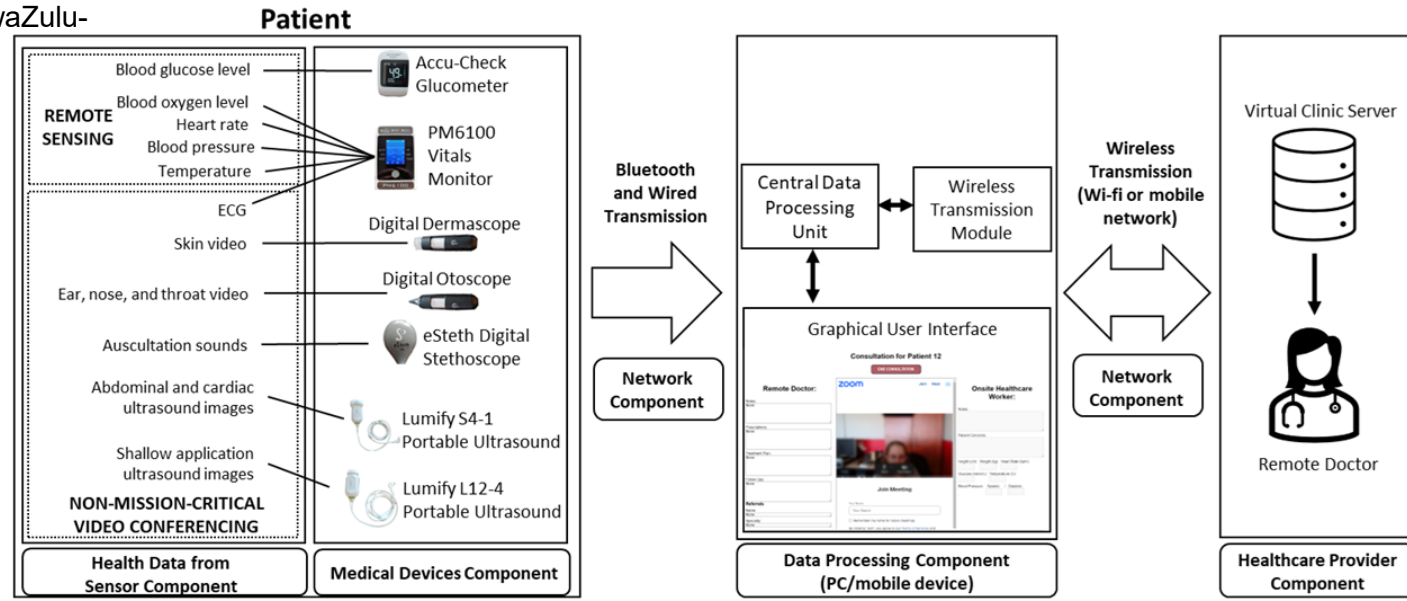 waZulu-
Patient
Blood glucose level
REMOTE
SENSING
Blood oxygen level
Heart rate
Blood pressure
Temperature
ECG
Skin video
Ear, nose, and throat video
Auscultation sounds
Abdominal and cardiac
ultrasound images
Shallow application
ultrasound images
NON-MISSION-CRITICAL
VIDEO CONFERENCING
Health Data from
Sensor Component
Accu-Check
Glucometer
PM6100
Vitals
Monitor
Digital Dermascope
Digital Otoscope
eSteth Digital
Stethoscope
Lumify S4-1
Portable Ultrasound
Lumify L12-4
Portable Ultrasound
Medical Devices Component
Bluetooth
and Wired
Transmission
Network
Component
Central Data
Processing
Unit
Wireless
Transmission
Module
Graphical User Interface
Consultation for Patient 12
END CONSULTATION
Remote Doctor:
zoom
Onsite Healthcare
Worker:
Join Meeting
Data Processing Component
(PC/mobile device)
Wireless
Transmission
(Wi-fi or mobile
network)
Network
Component
Virtual Clinic Server
Remote Doctor
Healthcare Provider
Component